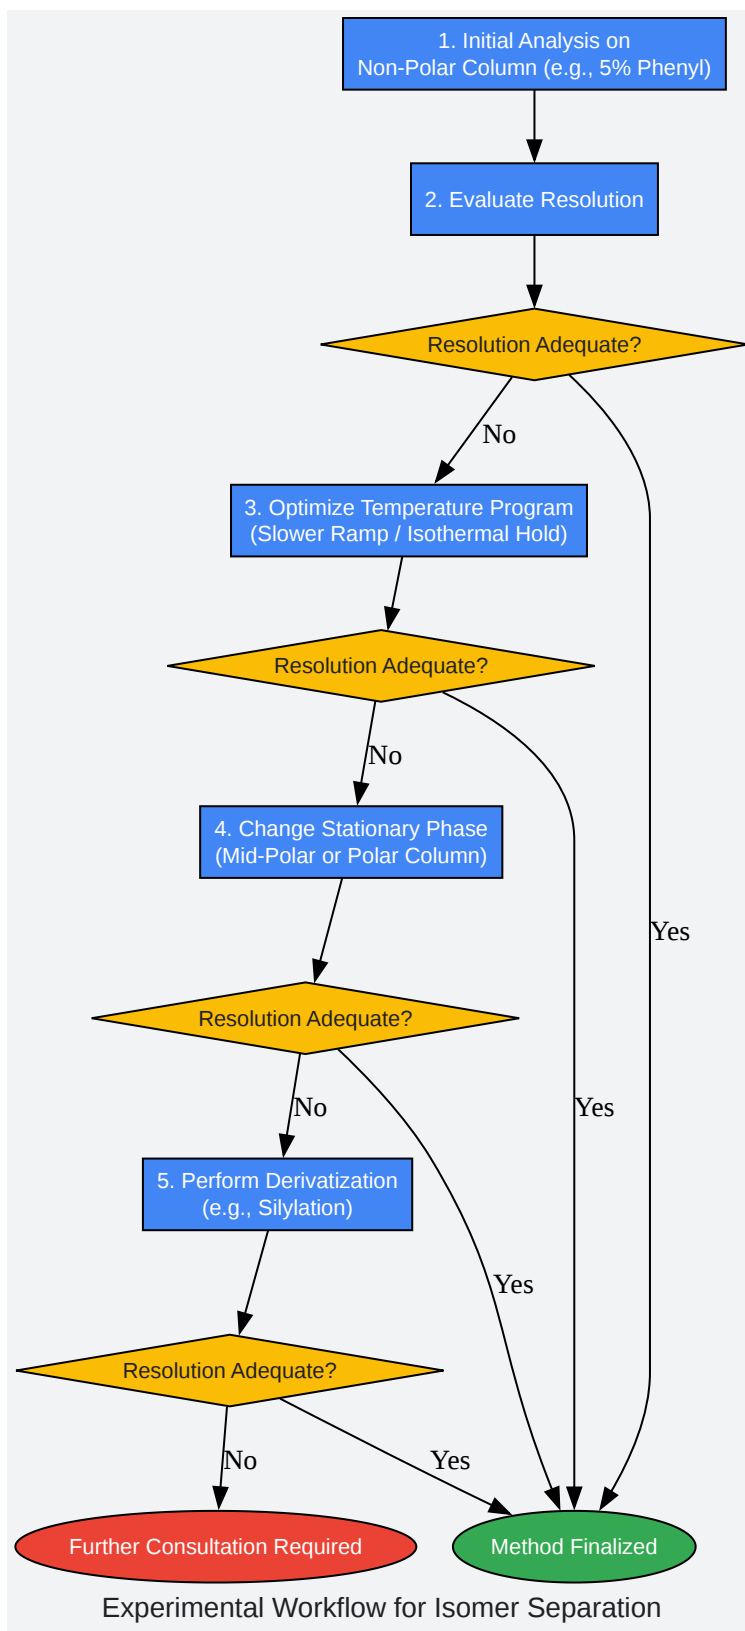 1. Initial Analysis on
Non-Polar Column (e.g., 5% Phenyl)
2. Evaluate Resolution
Resolution Adequate?
No
3. Optimize Temperature Program
(Slower Ramp / Isothermal Hold)
Resolution Adequate?
No
4. Change Stationary Phase
(Mid-Polar or Polar Column)
Yes
Resolution Adequate?
No
Yes
5. Perform Derivatization
(e.g., Silylation)
Yes
Resolution Adequate?
No
Yes
Further Consultation Required
Method Finalized
Experimental Workflow for Isomer Separation